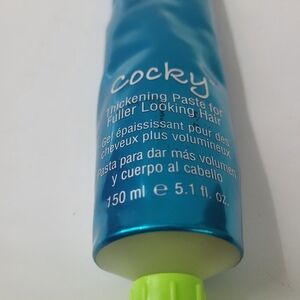 cocky
Thickening Paste for
Fuller Looking Hair
Gel épaississant pour des
cheveux plus volumineux
Pasta para dar más volumen
y cuerpo al cabello
150 ml e 5.1 fl. oz.